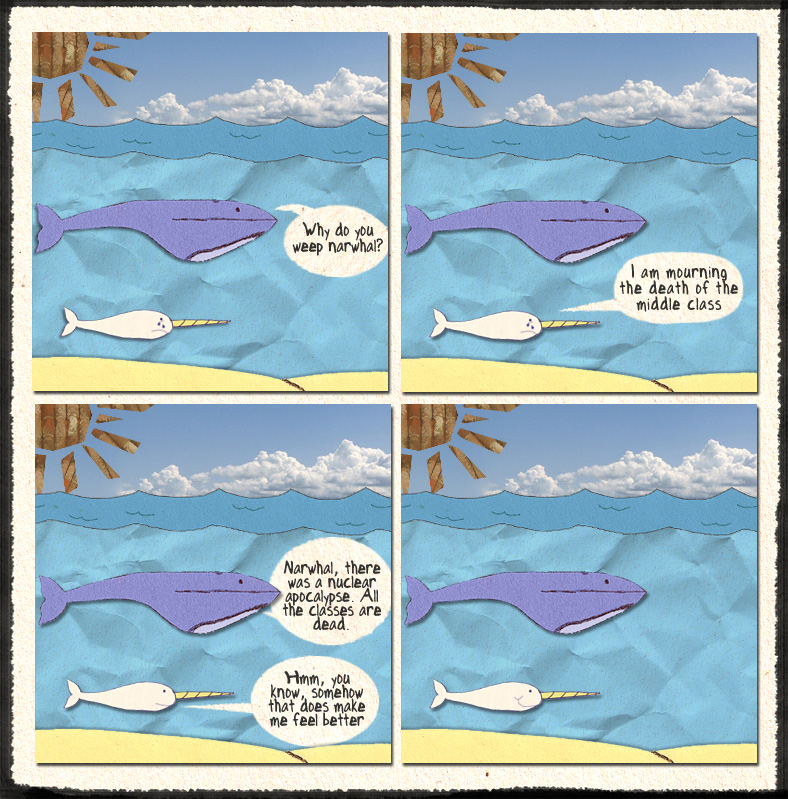 Why do you
weep narwhal?
I am mourning
the death of the
middle class
Narwhal, there
was a nuclear
apocalypse. All
the classes are
dead.
Hmm, you
know, somehow
that does make
me feel better